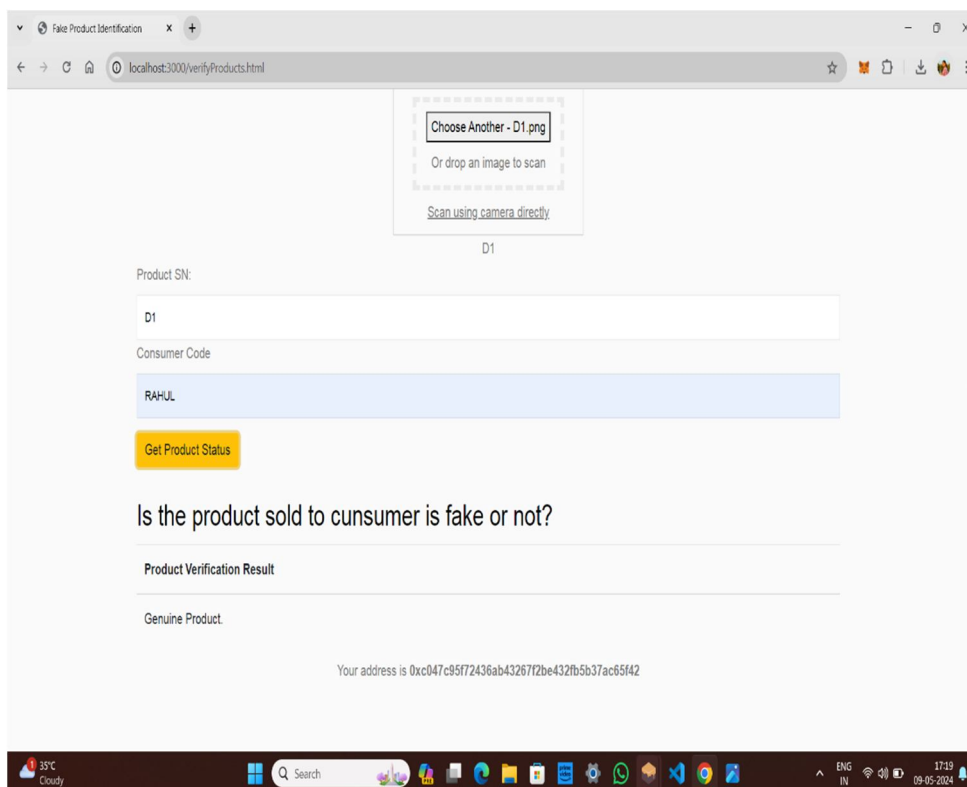 Fake Product Identification
localhost:3000/verifyProducts.html
Choose Another - D1.png
Or drop an image to scan
Scan using camera directly
D1
Product SN:
D1
Consumer Code
RAHUL
Get Product Status
Is the product sold to cunsumer is fake or not?
Product Verification Result
Genuine Product.
Your address is 0xc047c95f72436ab43267f2be432fb5b37ac65f42
1
35°C
Cloudy
Search
ENG
IN
17:19
09-05-2024